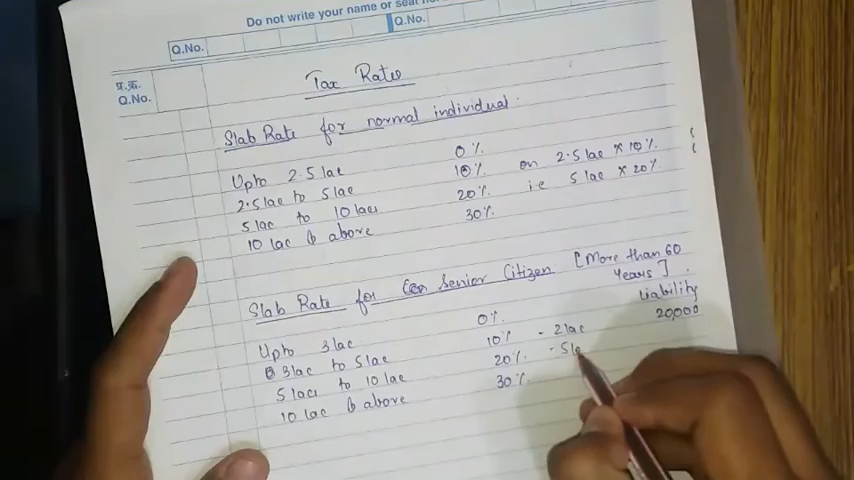 Do not write your name or seat
Q.No.
Q.No.
प्र.क्र.
Q.No.
Tax Rates
Slab Rate for normal individual.
Upto 2.5 lac 0%
2.5 lac to 5 lac 10% on 2.5 lac x 10%
5 lac to 10 lacs 20% i.e 5 lac x 20%
10 lac & above 30%
Slab Rate for Senior Citizen [More than 60
Years].
Liability
Upto 3 lac 0%
3 lac to 5 lac 10% - 2 lac 20,000
5 lacs to 10 lac 20% - 5 la
10 lac & above 30%